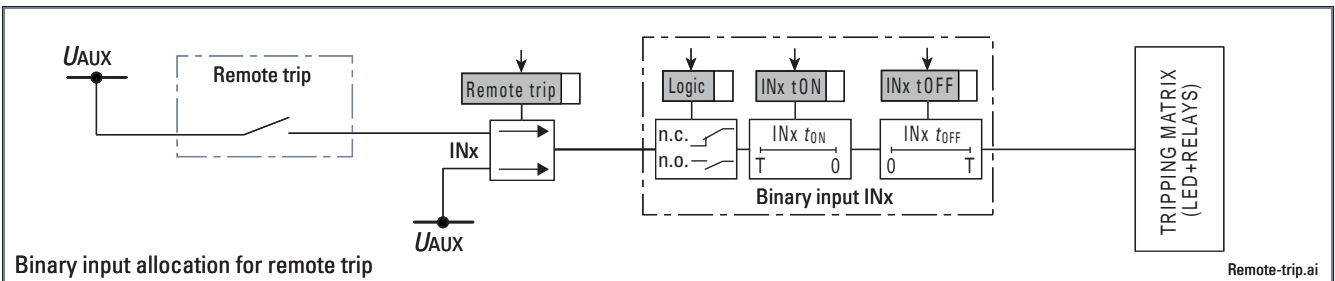 UAUX
Remote trip
Remote trip
INx
UAUX
Logic
INx tON
INx tOFF
n.c.
n.o.
INx tON
T 0
INx tOFF
0 T
Binary input INx
TRIPPING MATRIX
(LED+RELAYS)
Binary input allocation for remote trip
Remote-trip.ai